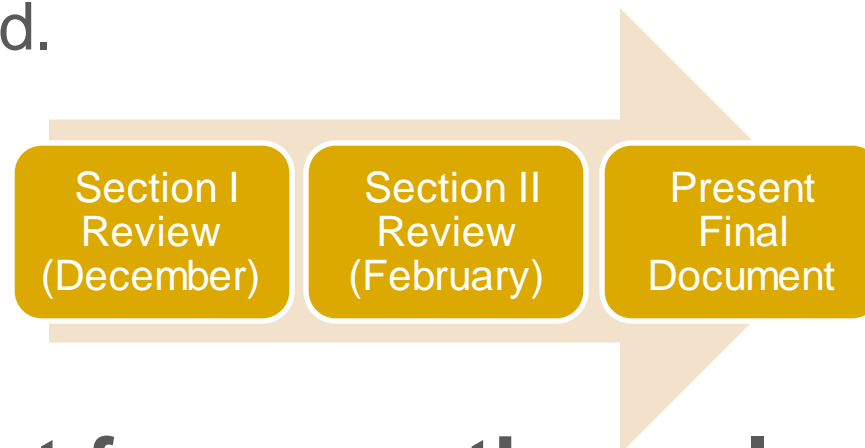 d.
Section I
Review
(December)
Section II
Review
(February)
Present
Final
Document